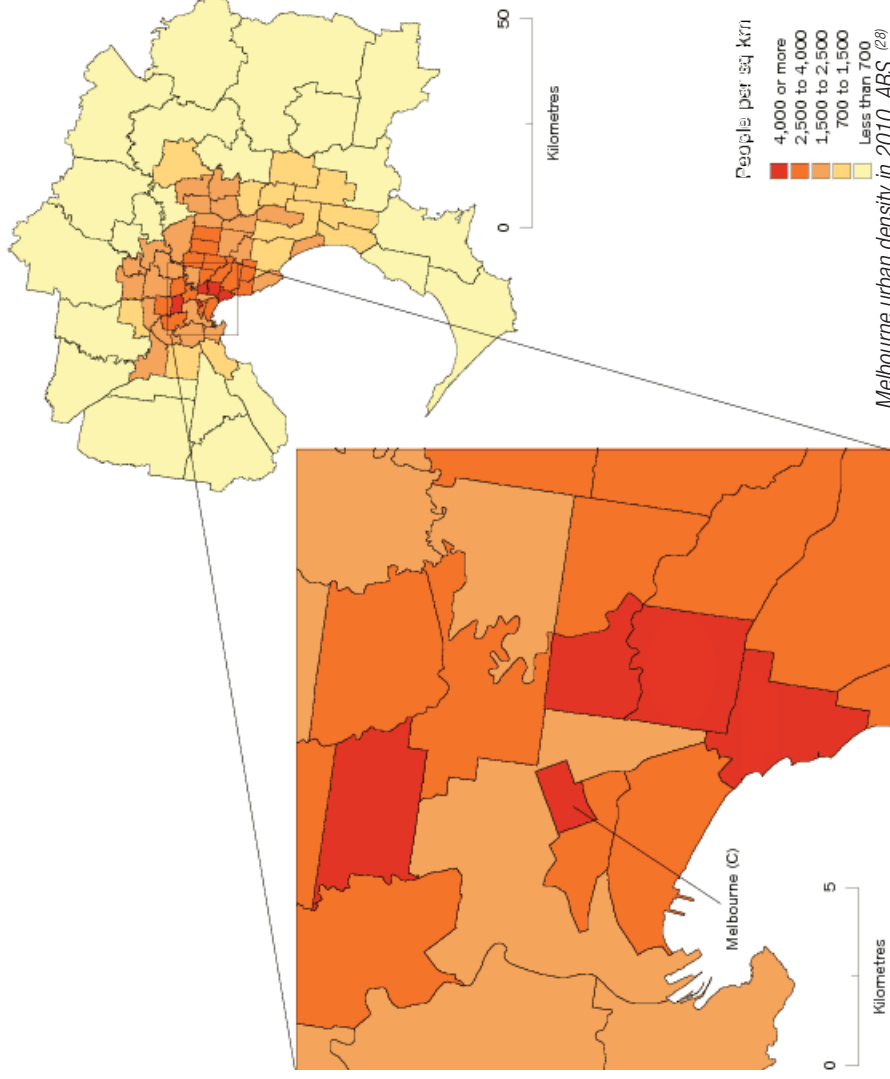 50
0
Kilometres
People per sq km
4,000 or more
2,500 to 4,000
1,500 to 2,500
700 to 1,500
Less than 700
Melbourne urban density in 2010, ABS (28)
Melbourne (C)
5
0
Kilometres